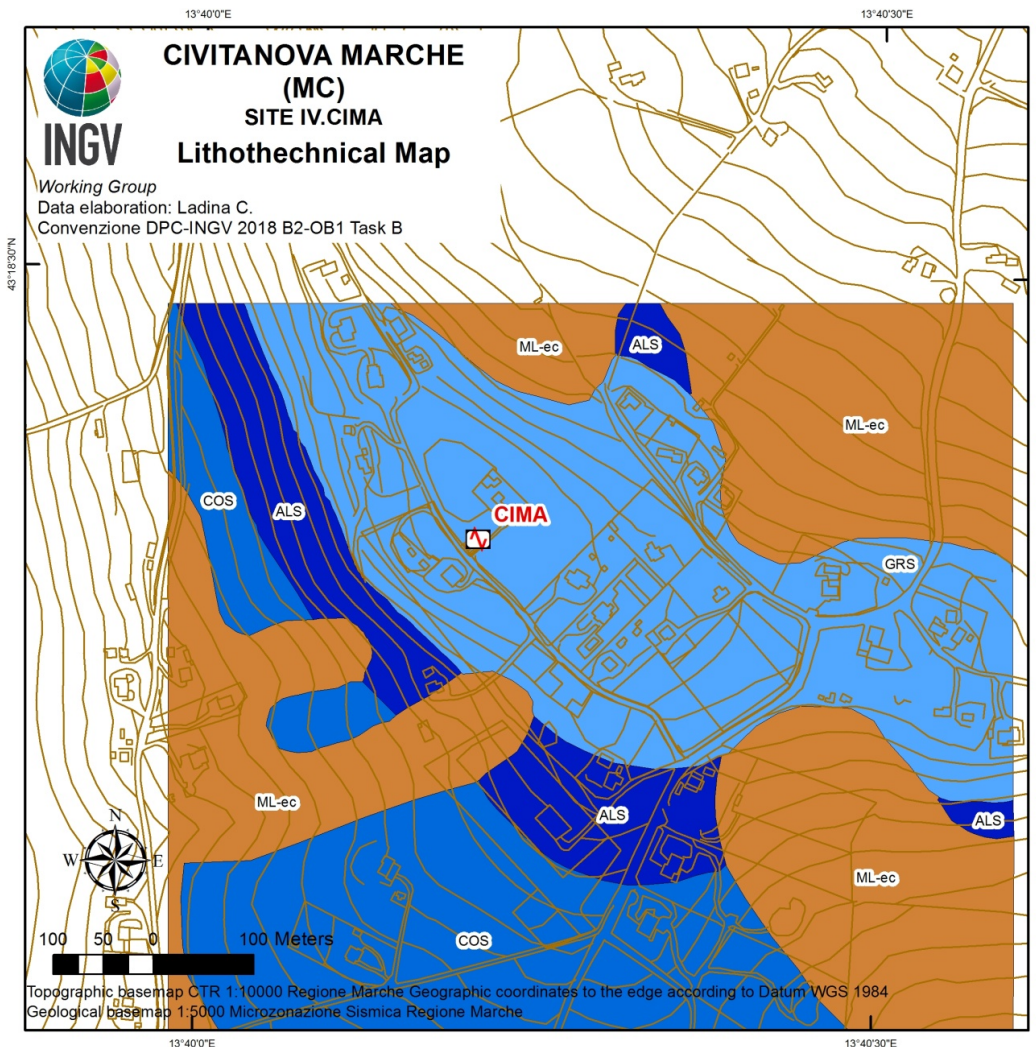 13°40'0"E
13°40'30"E
CIVITANOVA MARCHE
(MC)
SITE IV.CIMA
Lithothechnical Map
INGV
Working Group
Data elaboration: Ladina C.
Convenzione DPC-INGV 2018 B2-OB1 Task B
43°18'30"N
ML-ec
ALS
ML-ec
COS
ALS
CIMA
GRS
ML-ec
ALS
ALS
ML-ec
COS
N
W
E
S
100
50
0
100 Meters
Topographic basemap CTR 1:10000 Regione Marche Geographic coordinates to the edge according to Datum WGS 1984
Geological basemap 1:5000 Microzonazione Sismica Regione Marche
13°40'0"E
13°40'30"E